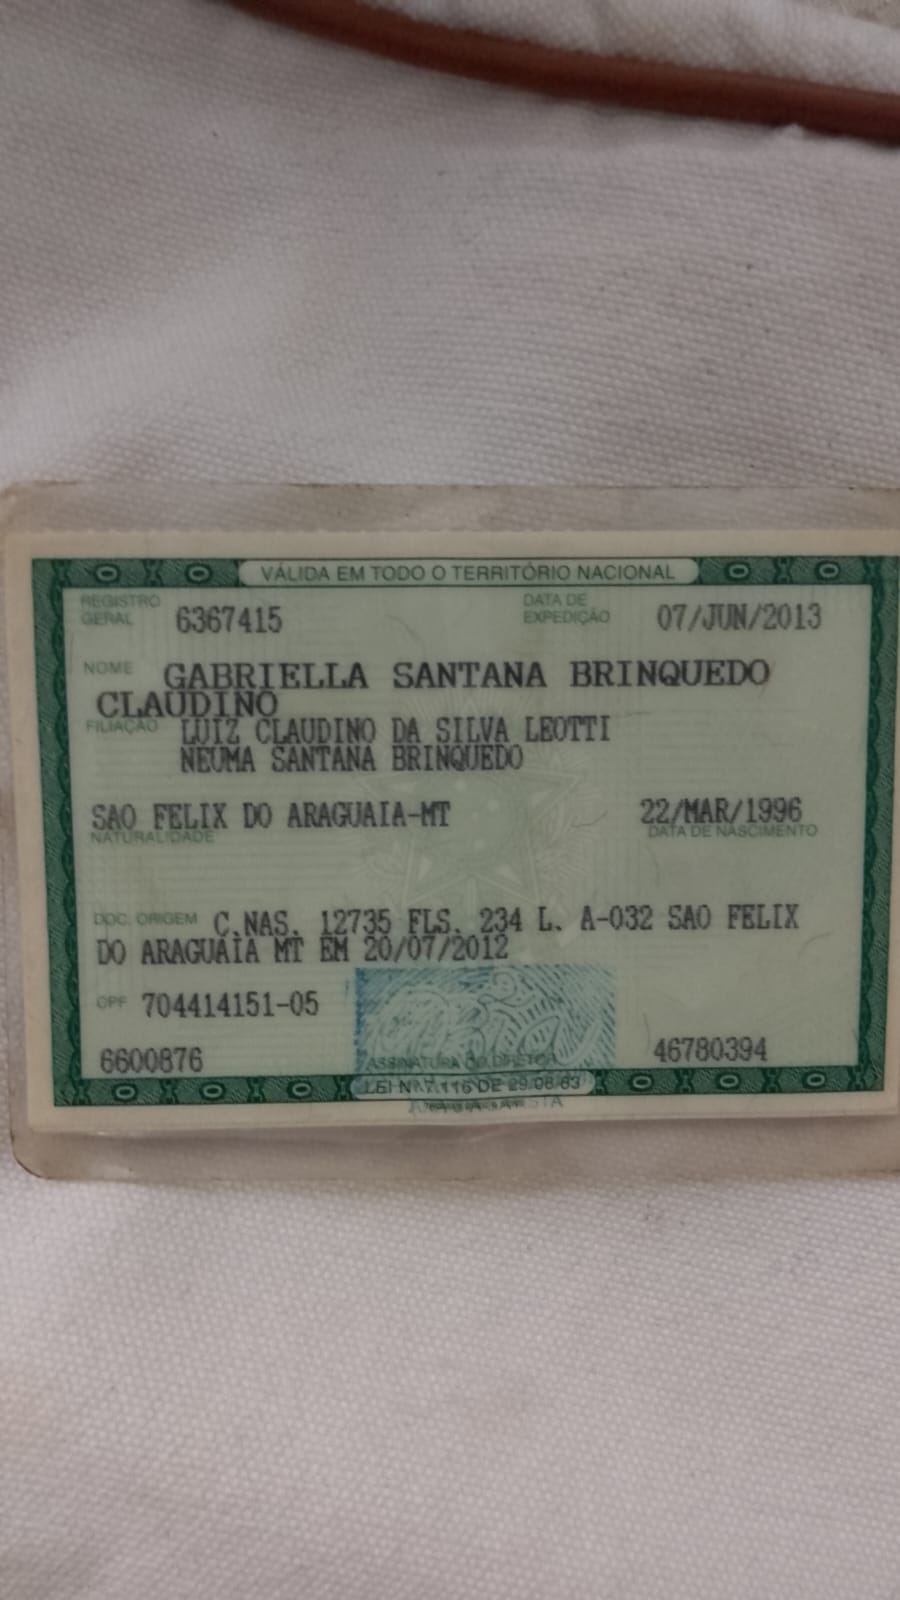 VÁLIDA EM TODO O TERRITÓRIO NACIONAL
REGISTRO GERAL 6367415 DATA DE EXPEDIÇÃO 07/JUN/2013
NOME GABRIELLA SANTANA BRINQUEDO
CLAUDINO
FILIAÇÃO LUIZ CLAUDINO DA SILVA LEOTTI
NEUMA SANTANA BRINQUEDO
SAO FELIX DO ARAGUAIA-MT 22/MAR/1996
NATURALIDADE DATA DE NASCIMENTO
DOC. ORIGEM C.NAS. 12735 FLS. 234 L. A-032 SAO FELIX
DO ARAGUAIA MT EM 20/07/2012
CPF 704414151-05
6600876 ASSINATURA DO DIRETOR 46780394
LEI Nº 7.116 DE 29/08/83